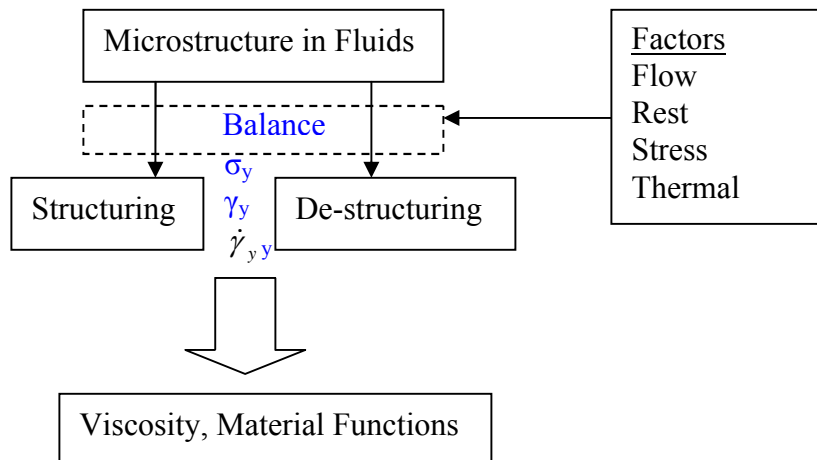 Microstructure in Fluids
Factors
Flow
Rest
Stress
Thermal
Balance
σy
γy
γ̇y y
Structuring
De-structuring
Viscosity, Material Functions